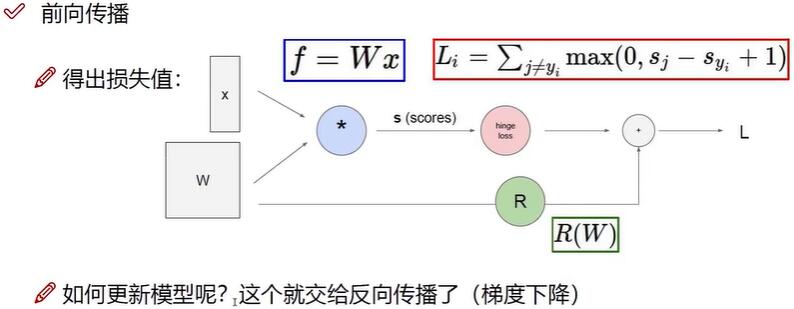 前向传播
得出损失值：
f = Wx
L_i = ∑_{j≠y_i} max(0, s_j − s_{y_i} + 1)
x
W
*
s (scores)
hinge
loss
+
L
R
R(W)
如何更新模型呢？这个就交给反向传播了（梯度下降）